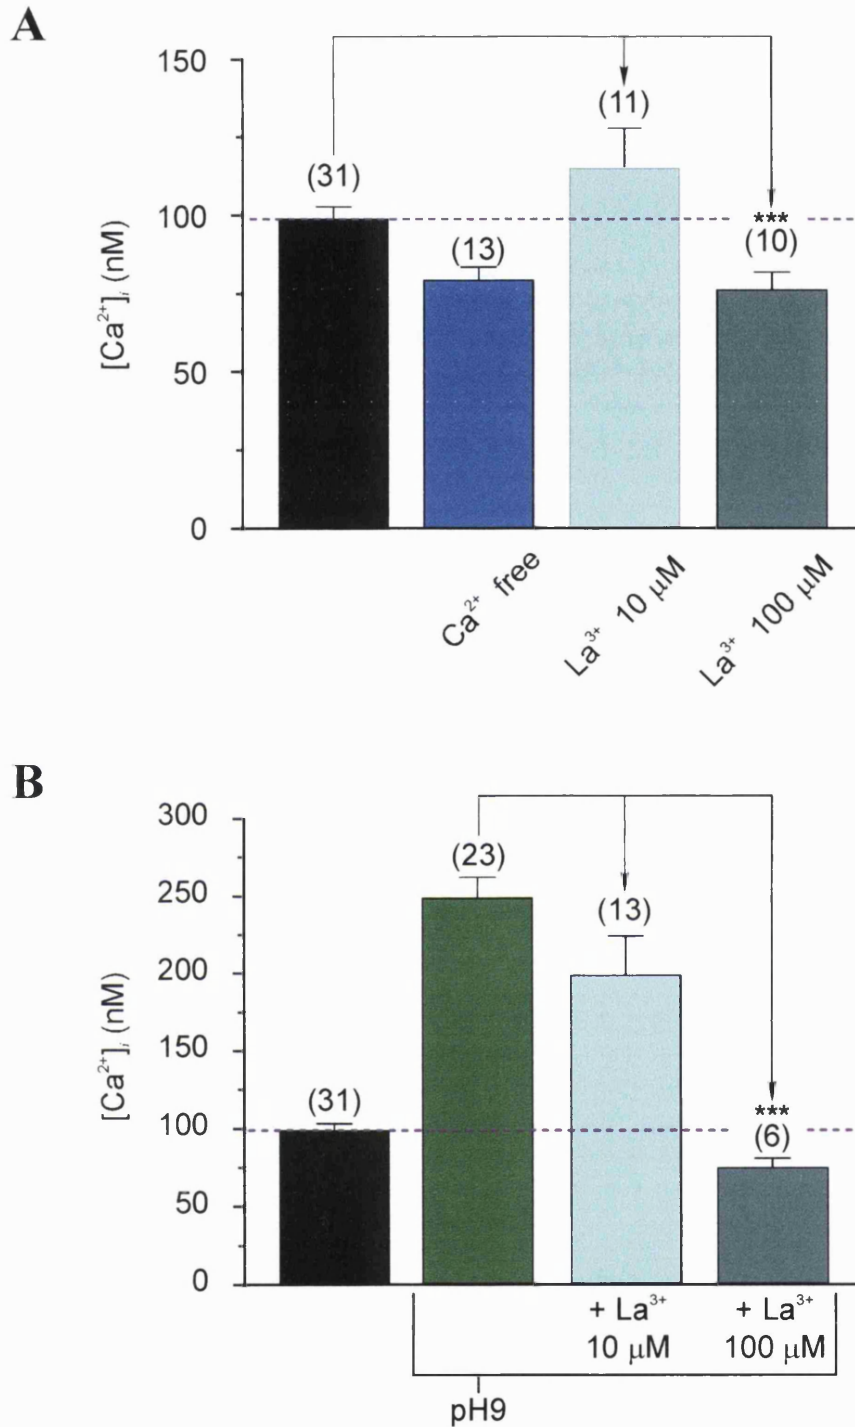 A
150
100
50
0
[Ca²⁺]ᵢ (nM)
(31)
(13)
(11)
***
(10)
Ca²⁺ free
La³⁺ 10 μM
La³⁺ 100 μM
B
300
250
200
150
100
50
0
[Ca²⁺]ᵢ (nM)
(31)
(23)
(13)
***
(6)
+ La³⁺
10 μM
+ La³⁺
100 μM
pH9